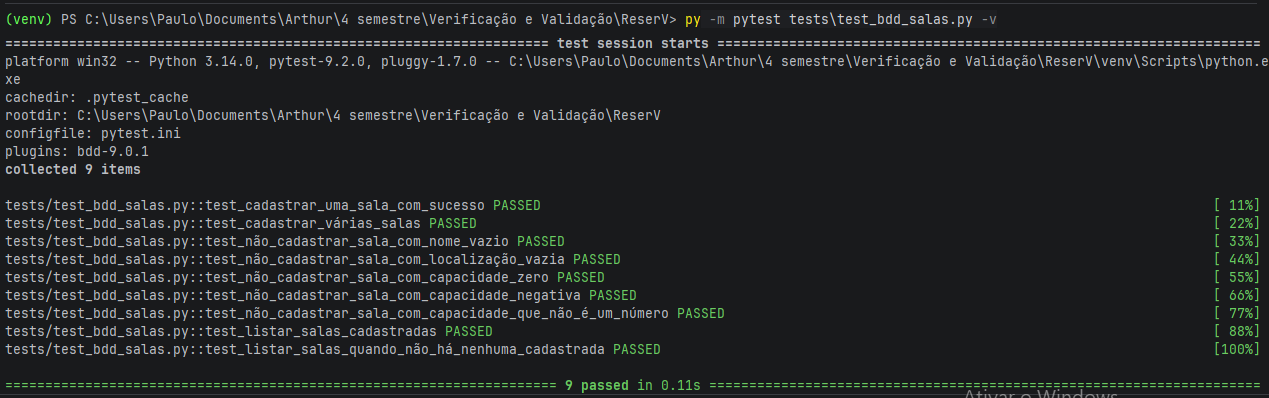 (venv) PS C:\Users\Paulo\Documents\Arthur\4 semestre\Verificação e Validação\ReserV> py -m pytest tests\test_bdd_salas.py -v
==================================================================== test session starts ====================================================================
platform win32 -- Python 3.14.0, pytest-9.2.0, pluggy-1.7.0 -- C:\Users\Paulo\Documents\Arthur\4 semestre\Verificação e Validação\ReserV\venv\Scripts\python.e
xe
cachedir: .pytest_cache
rootdir: C:\Users\Paulo\Documents\Arthur\4 semestre\Verificação e Validação\ReserV
configfile: pytest.ini
plugins: bdd-9.0.1
collected 9 items
tests/test_bdd_salas.py::test_cadastrar_uma_sala_com_sucesso PASSED [ 11%]
tests/test_bdd_salas.py::test_cadastrar_várias_salas PASSED [ 22%]
tests/test_bdd_salas.py::test_não_cadastrar_sala_com_nome_vazio PASSED [ 33%]
tests/test_bdd_salas.py::test_não_cadastrar_sala_com_localização_vazia PASSED [ 44%]
tests/test_bdd_salas.py::test_não_cadastrar_sala_com_capacidade_zero PASSED [ 55%]
tests/test_bdd_salas.py::test_não_cadastrar_sala_com_capacidade_negativa PASSED [ 66%]
tests/test_bdd_salas.py::test_não_cadastrar_sala_com_capacidade_que_não_é_um_número PASSED [ 77%]
tests/test_bdd_salas.py::test_listar_salas_cadastradas PASSED [ 88%]
tests/test_bdd_salas.py::test_listar_salas_quando_não_há_nenhuma_cadastrada PASSED [100%]
===================================================================== 9 passed in 0.11s =====================================================================
Ativar o Windows